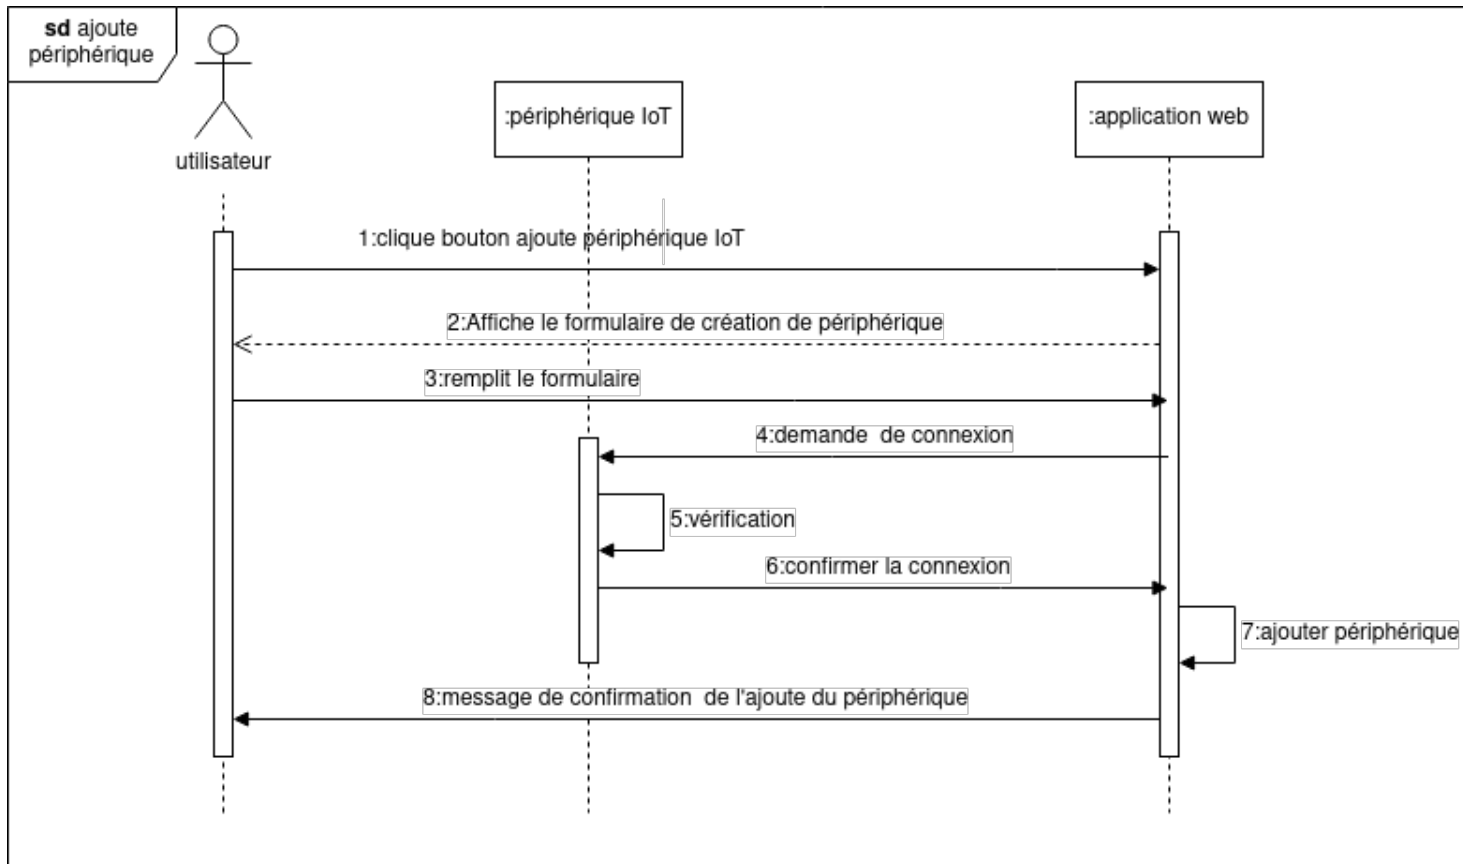 sd ajoute
périphérique
utilisateur
:périphérique IoT
:application web
1:clique bouton ajoute périphérique IoT
2:Affiche le formulaire de création de périphérique
3:remplit le formulaire
4:demande  de connexion
5:vérification
6:confirmer la connexion
7:ajouter périphérique
8:message de confirmation  de l'ajoute du périphérique